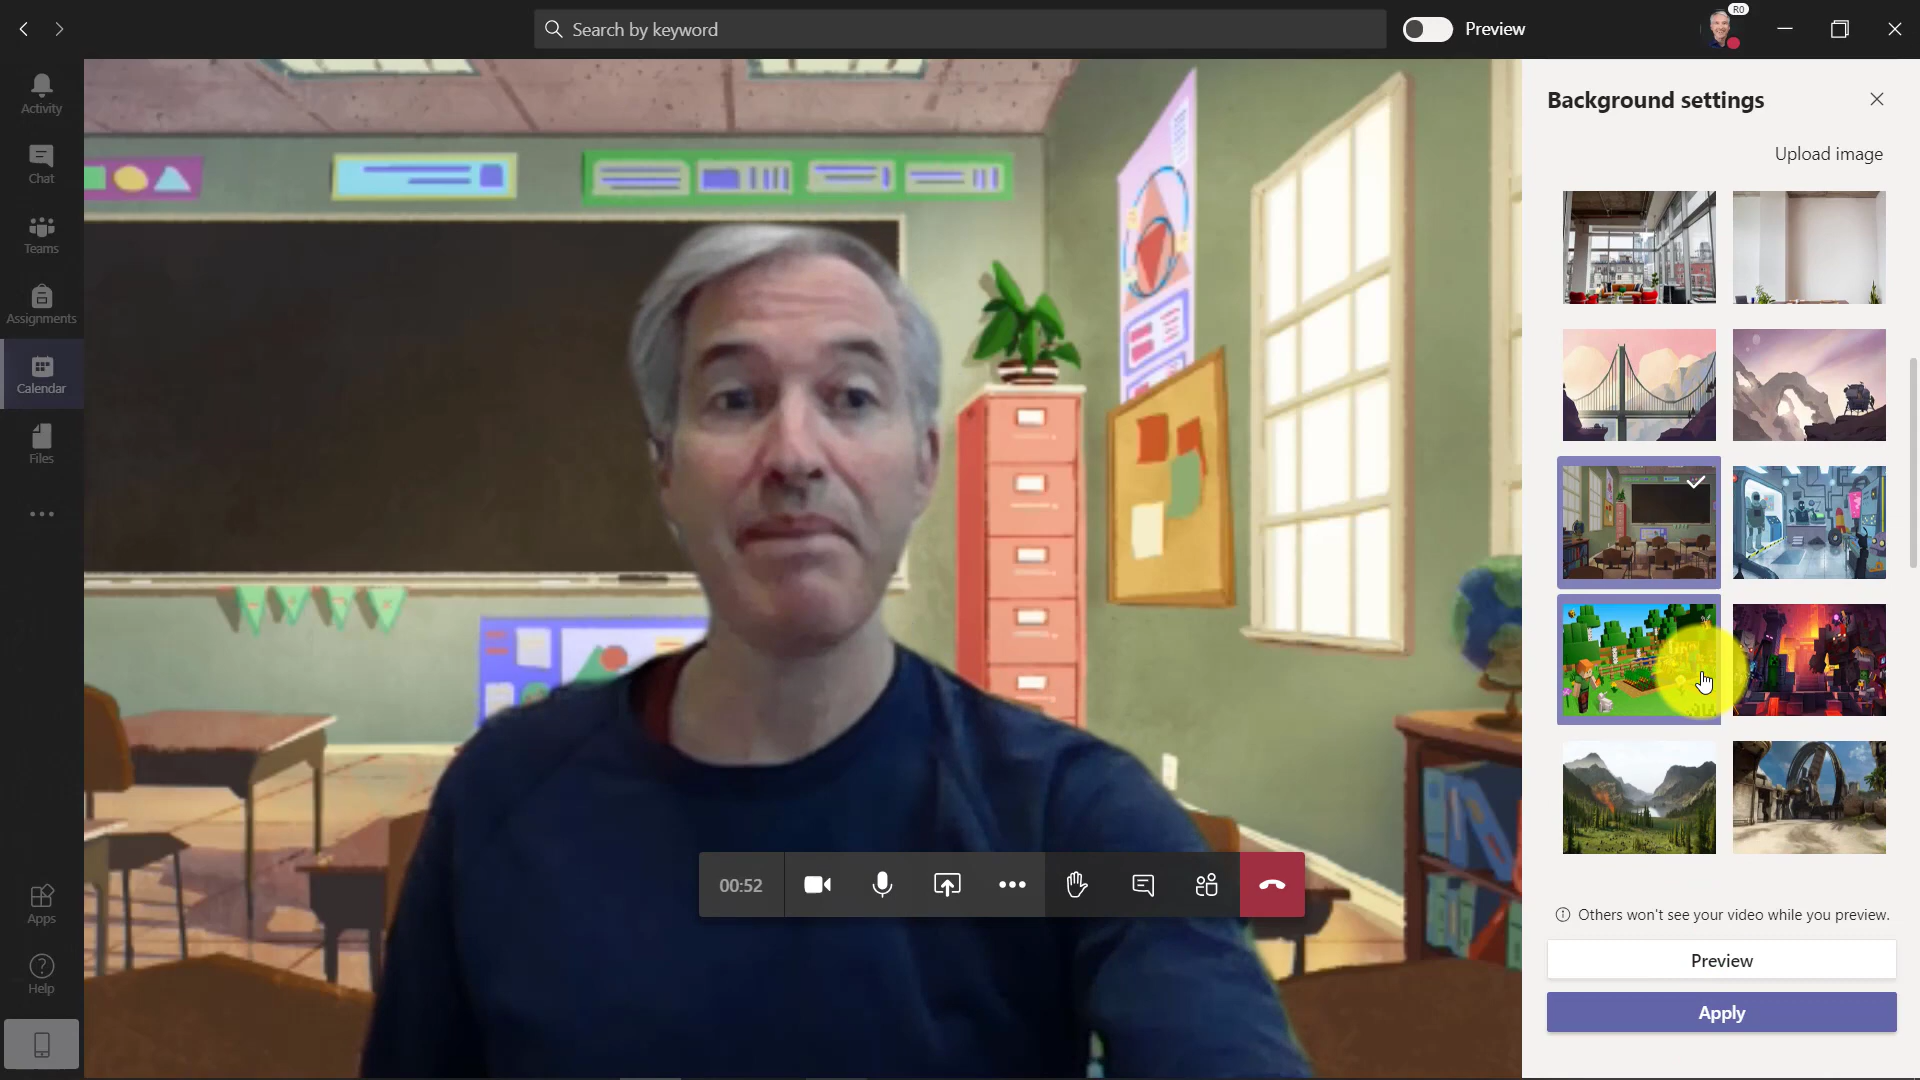 Search by keyword
Preview
R0
Activity
Chat
Teams
Assignments
Calendar
Files
Apps
Help
00:52
Background settings
Upload image
Others won't see your video while you preview.
Preview
Apply